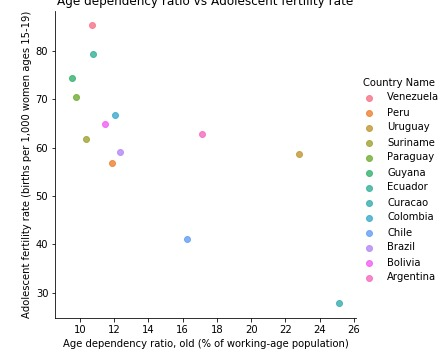 Age dependency ratio vs Adolescent fertility rate
Adolescent fertility rate (births per 1,000 women ages 15-19)
80
70
60
50
40
30
10
12
14
16
18
20
22
24
26
Age dependency ratio, old (% of working-age population)
Country Name
Venezuela
Peru
Uruguay
Suriname
Paraguay
Guyana
Ecuador
Curacao
Colombia
Chile
Brazil
Bolivia
Argentina